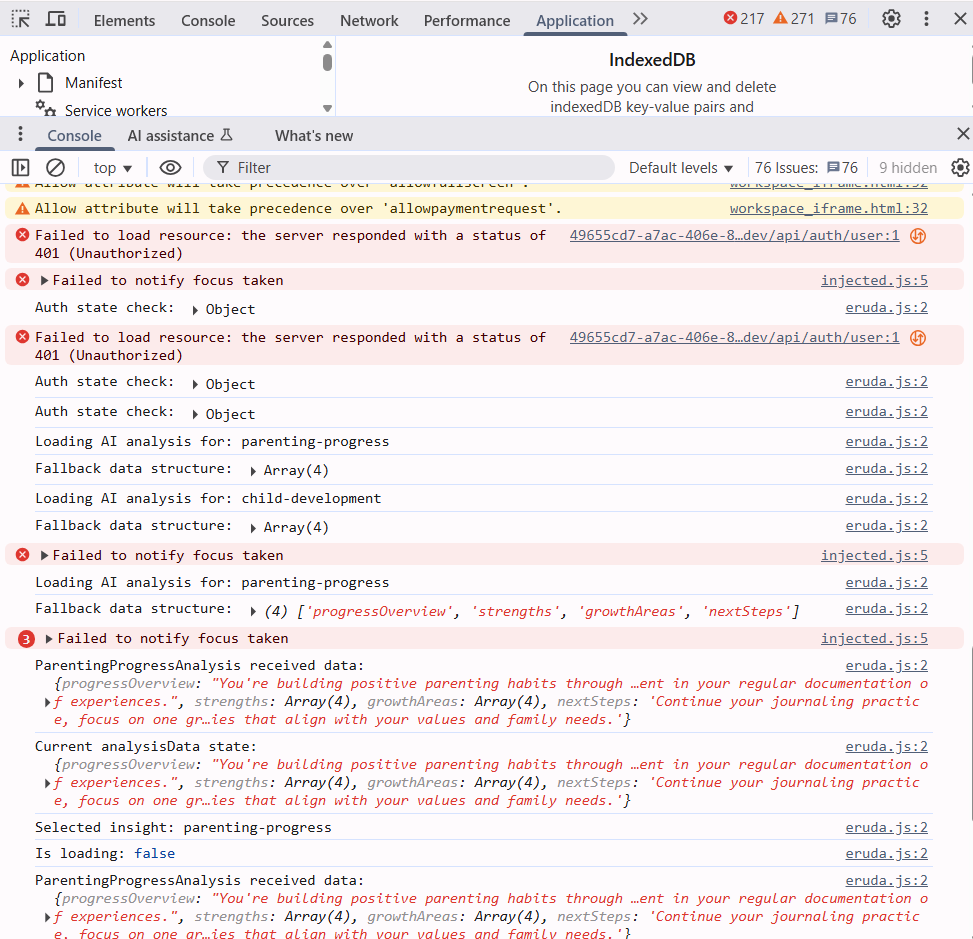 Elements Console Sources Network Performance Application 217 271 76
Application
Manifest
Service workers
IndexedDB
On this page you can view and delete
indexedDB key-value pairs and
Console AI assistance What's new
top Filter Default levels 76 Issues: 76 9 hidden
Allow attribute will take precedence over 'allowfullscreen'. workspace_iframe.html:32
Allow attribute will take precedence over 'allowpaymentrequest'. workspace_iframe.html:32
Failed to load resource: the server responded with a status of 49655cd7-a7ac-406e-8…dev/api/auth/user:1
401 (Unauthorized)
Failed to notify focus taken injected.js:5
Auth state check: Object eruda.js:2
Failed to load resource: the server responded with a status of 49655cd7-a7ac-406e-8…dev/api/auth/user:1
401 (Unauthorized)
Auth state check: Object eruda.js:2
Auth state check: Object eruda.js:2
Loading AI analysis for: parenting-progress eruda.js:2
Fallback data structure: Array(4) eruda.js:2
Loading AI analysis for: child-development eruda.js:2
Fallback data structure: Array(4) eruda.js:2
Failed to notify focus taken injected.js:5
Loading AI analysis for: parenting-progress eruda.js:2
Fallback data structure: (4) ['progressOverview', 'strengths', 'growthAreas', 'nextSteps'] eruda.js:2
3 Failed to notify focus taken injected.js:5
ParentingProgressAnalysis received data: eruda.js:2
{progressOverview: "You're building positive parenting habits through …ent in your regular documentation o
f experiences.", strengths: Array(4), growthAreas: Array(4), nextSteps: 'Continue your journaling practic
e, focus on one gr…ies that align with your values and family needs.'}
Current analysisData state: eruda.js:2
{progressOverview: "You're building positive parenting habits through …ent in your regular documentation o
f experiences.", strengths: Array(4), growthAreas: Array(4), nextSteps: 'Continue your journaling practic
e, focus on one gr…ies that align with your values and family needs.'}
Selected insight: parenting-progress eruda.js:2
Is loading: false eruda.js:2
ParentingProgressAnalysis received data: eruda.js:2
{progressOverview: "You're building positive parenting habits through …ent in your regular documentation o
f experiences.", strengths: Array(4), growthAreas: Array(4), nextSteps: 'Continue your journaling practic
e, focus on one gr…ies that align with your values and family needs.'}